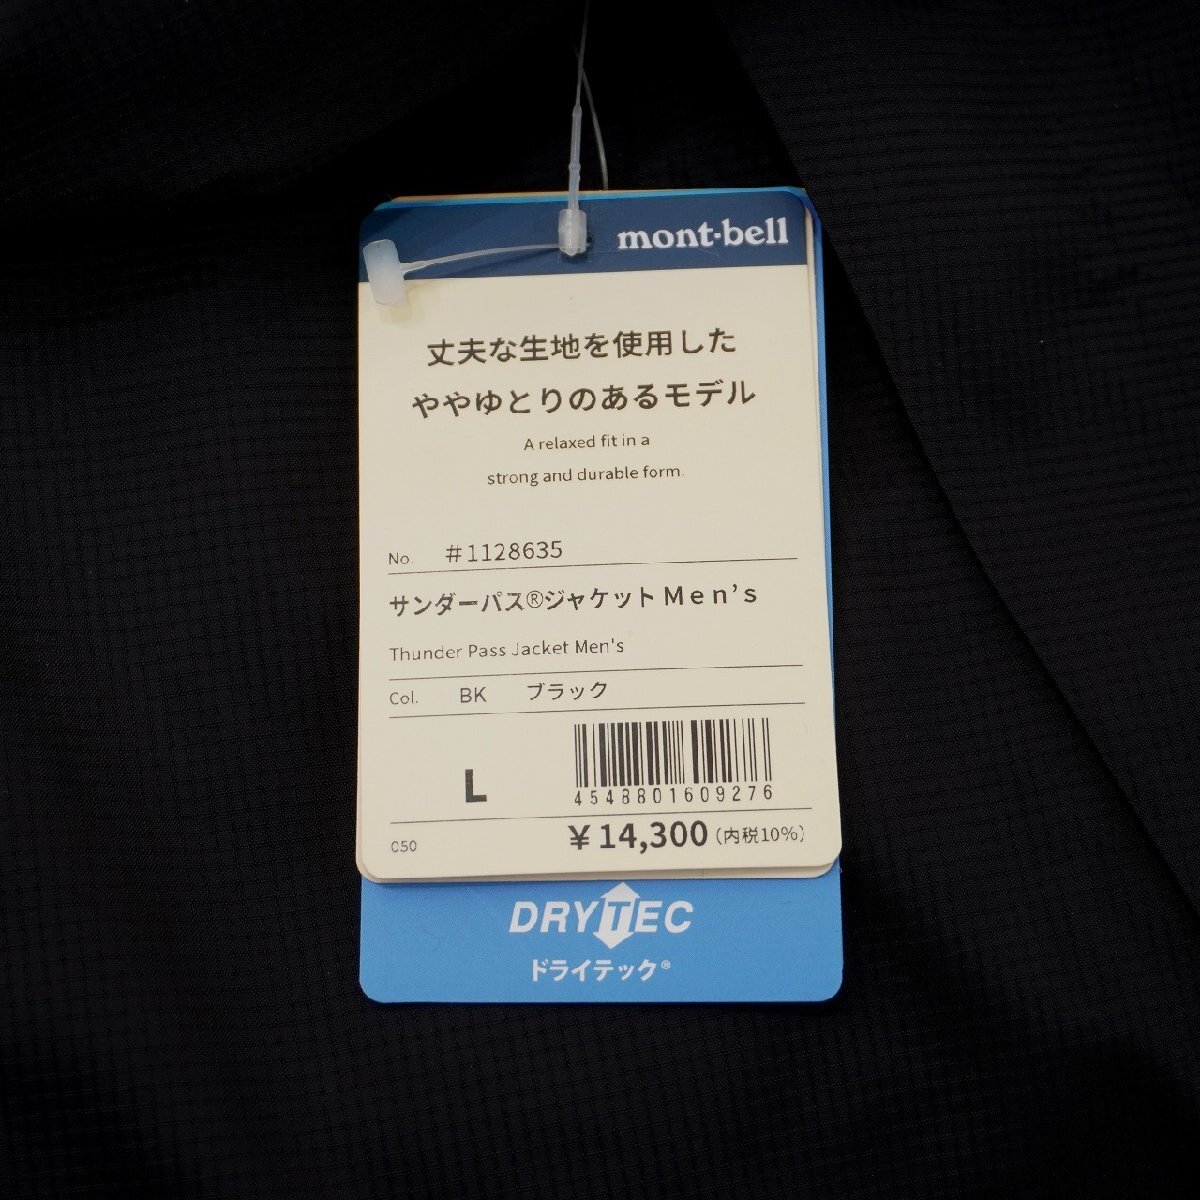 mont-bell
丈夫な生地を使用した
ややゆとりのあるモデル
A relaxed fit in a
strong and durable form.
No. #1128635
サンダーパス®ジャケット Men's
Thunder Pass Jacket Men's
Col. BK ブラック
L
4548801609276
C50 ¥14,300(内税10%)
DRYTEC
ドライテック®